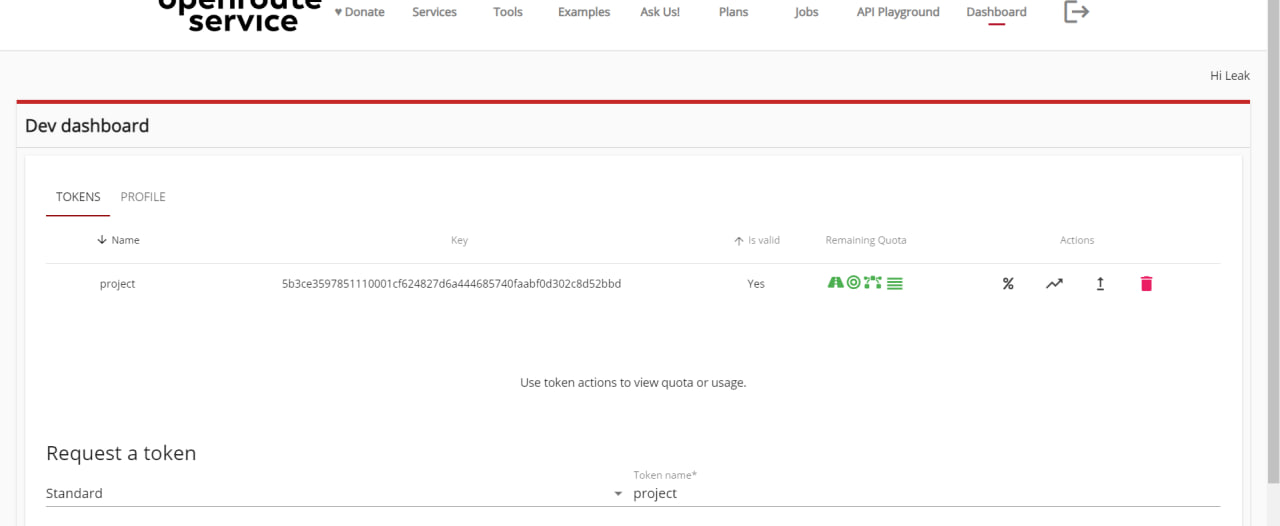 openroute
service
♥ Donate Services Tools Examples Ask Us! Plans Jobs API Playground Dashboard
Hi Leak
Dev dashboard
TOKENS PROFILE
Name Key Is valid Remaining Quota Actions
project 5b3ce3597851110001cf624827d6a444685740faabf0d302c8d52bbd Yes
Use token actions to view quota or usage.
Request a token
Token name*
Standard project